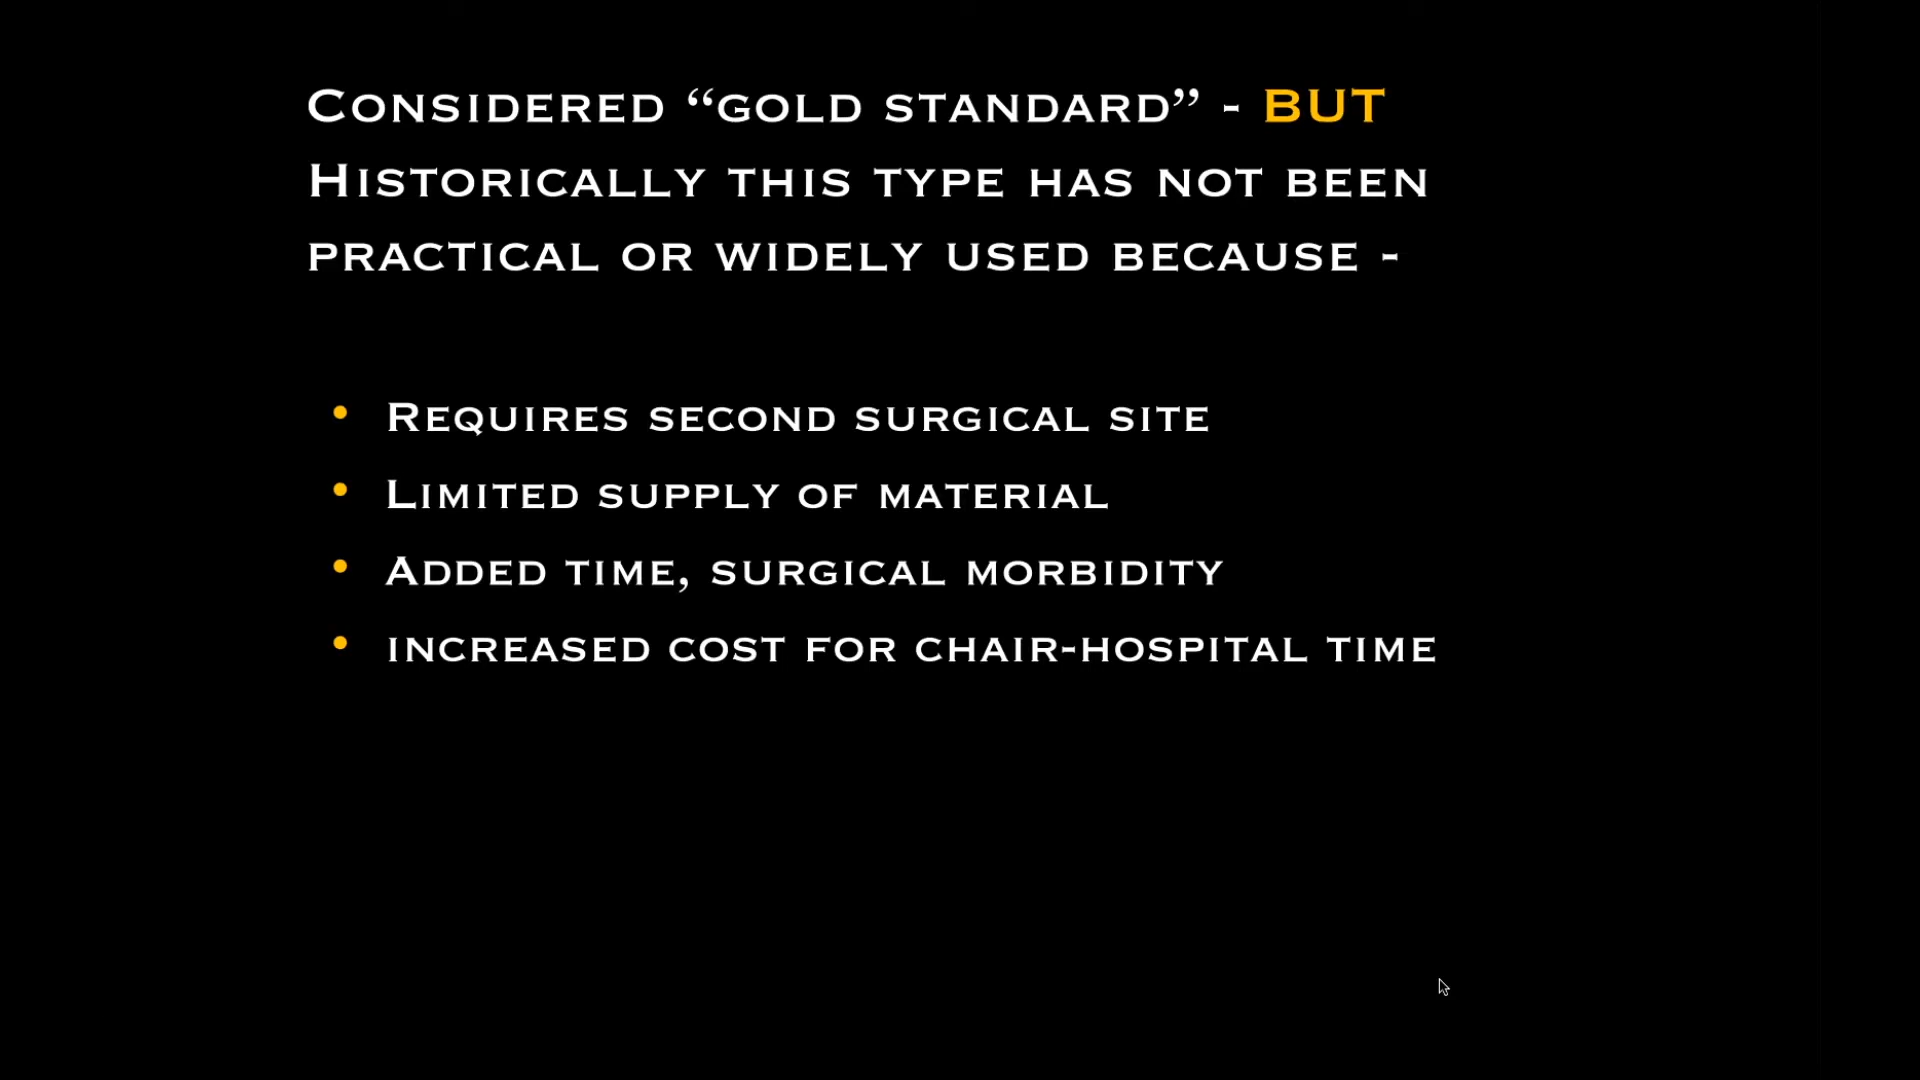 Considered “gold standard” - BUT
Historically this type has not been
practical or widely used because -
• Requires second surgical site
• Limited supply of material
• Added time, surgical morbidity
• increased cost for chair-hospital time